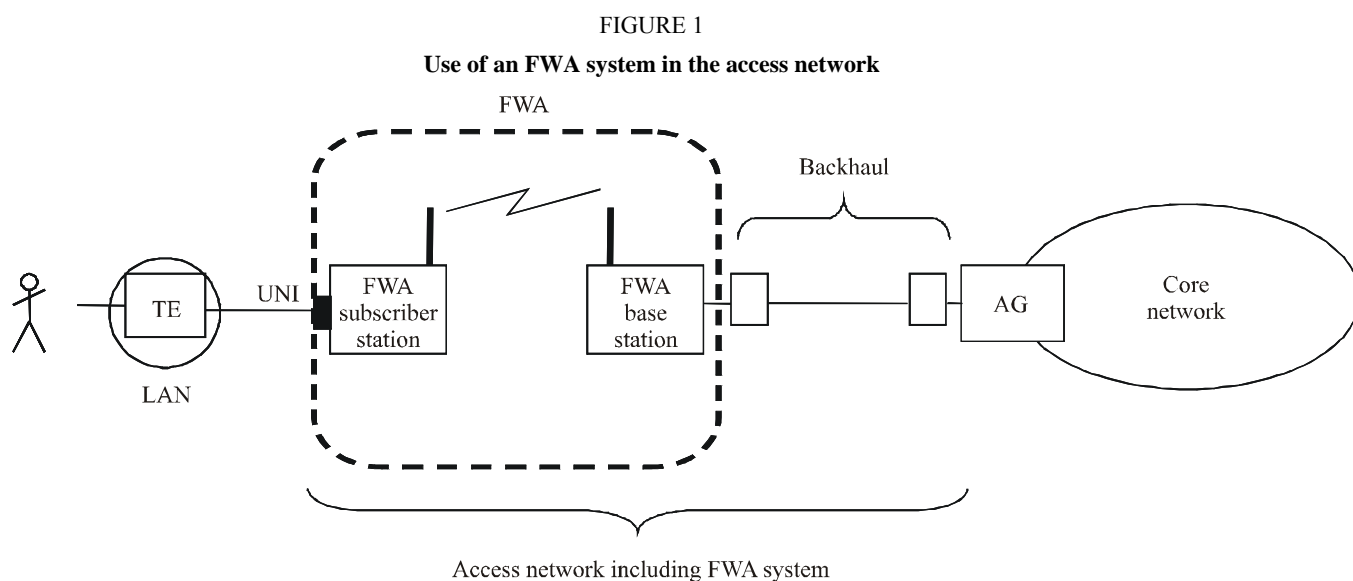 FIGURE 1
Use of an FWA system in the access network
FWA
Backhaul
TE
LAN
UNI
FWA
subscriber
station
FWA
base
station
AG
Core
network
Access network including FWA system